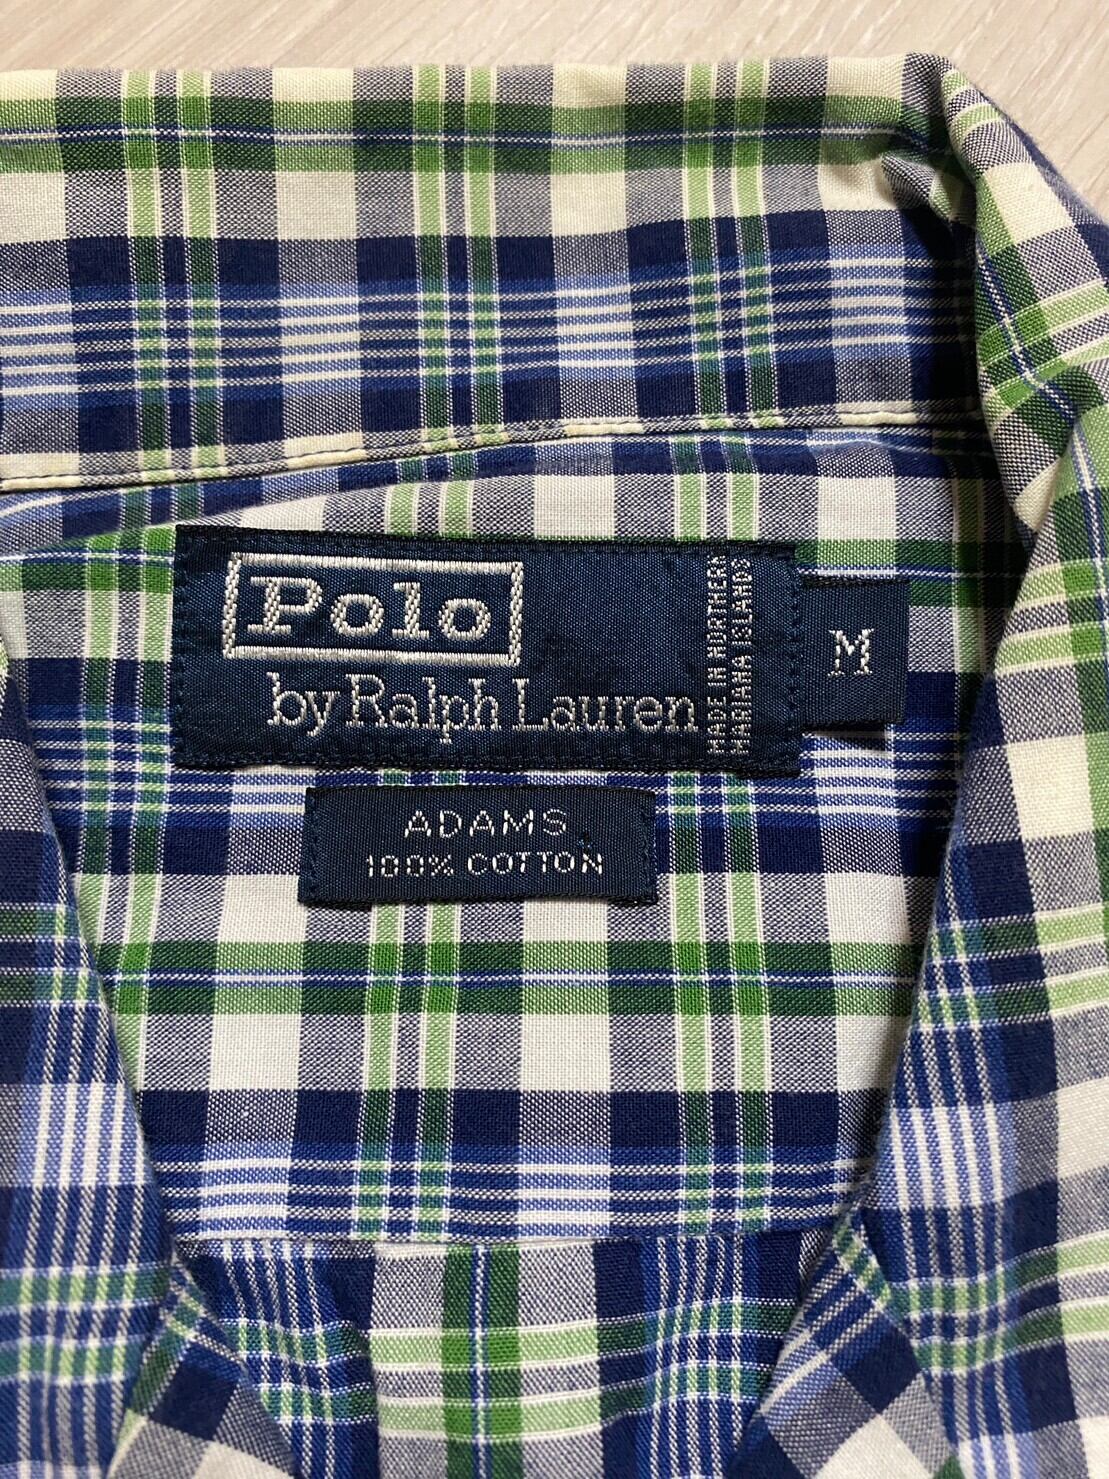 Polo
by Ralph Lauren
MADE IN NORTHERN
MARIANA ISLANDS
M
ADAMS
100% COTTON